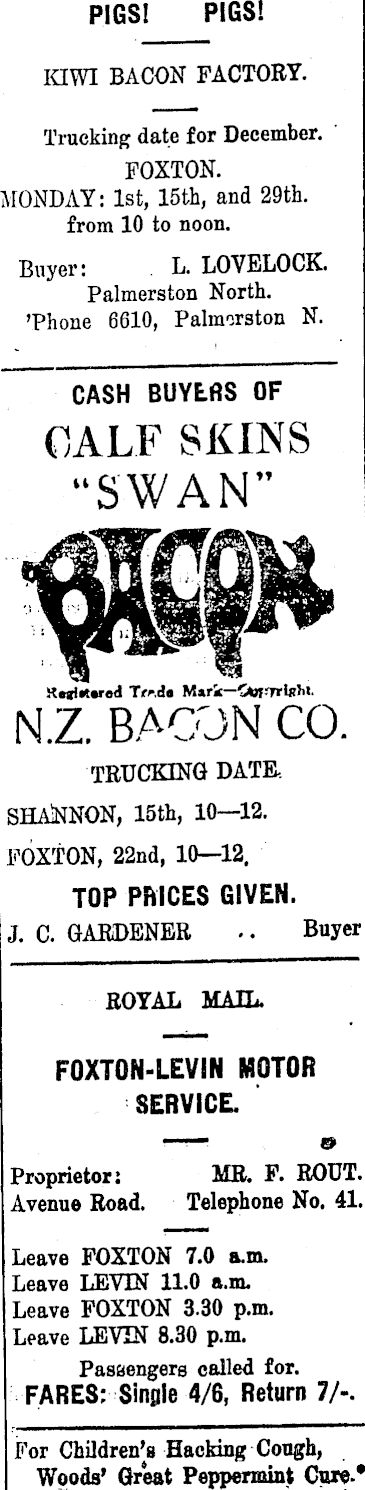 PIGS! PIGS!
KIWI BACON FACTORY.
Trucking date for December.
FOXTON.
MONDAY: 1st, 15th, and 29th.
from 10 to noon.
Buyer: L. LOVELOCK.
Palmerston North.
'Phone 6610, Palmerston N.
CASH BUYERS OF
CALF SKINS
"SWAN"
BACON
Registered Trade Mark—Copyright.
N.Z. BACON CO.
TRUCKING DATE.
SHANNON, 15th, 10—12.
FOXTON, 22nd, 10—12.
TOP PRICES GIVEN.
J. C. GARDENER .. Buyer
ROYAL MAIL.
FOXTON-LEVIN MOTOR
SERVICE.
Proprietor: MR. F. ROUT.
Avenue Road. Telephone No. 41.
Leave FOXTON 7.0 a.m.
Leave LEVIN 11.0 a.m.
Leave FOXTON 3.30 p.m.
Leave LEVIN 8.30 p.m.
Passengers called for.
FARES: Single 4/6, Return 7/-.
For Children's Hacking Cough,
Woods' Great Peppermint Cure.*